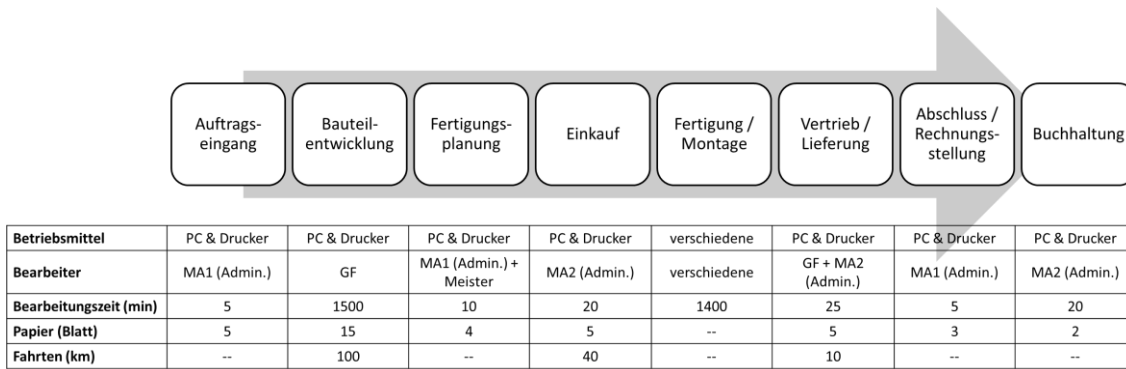 Auftrags-
eingang
Bauteil-
entwicklung
Fertigungs-
planung
Einkauf
Fertigung /
Montage
Vertrieb /
Lieferung
Abschluss /
Rechnungs-
stellung
Buchhaltung
Betriebsmittel PC & Drucker PC & Drucker PC & Drucker PC & Drucker verschiedene PC & Drucker PC & Drucker PC & Drucker
Bearbeiter MA1 (Admin.) GF MA1 (Admin.) + Meister MA2 (Admin.) verschiedene GF + MA2 (Admin.) MA1 (Admin.) MA2 (Admin.)
Bearbeitungszeit (min) 5 1500 10 20 1400 25 5 20
Papier (Blatt) 5 15 4 5 -- 5 3 2
Fahrten (km) -- 100 -- 40 -- 10 -- --